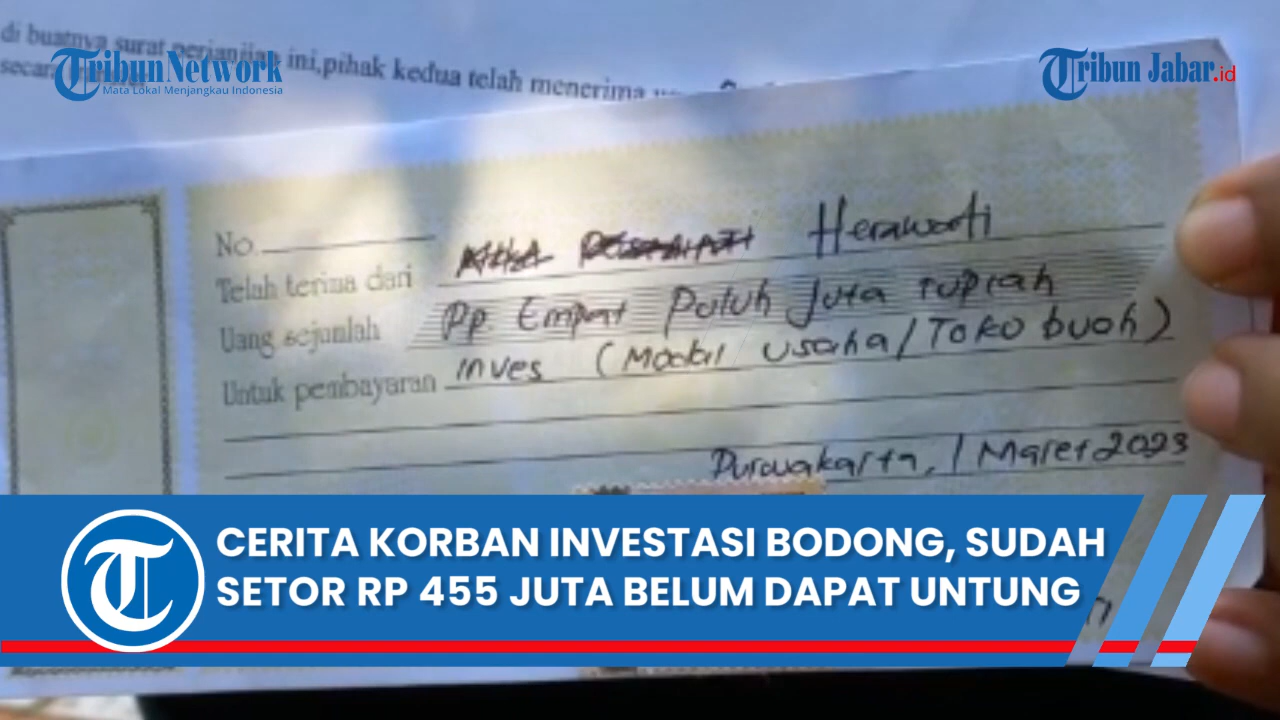 di buatnya surat perjanjian ini,pihak kedua telah menerima
secara
TribunNetwork
Mata Lokal Menjangkau Indonesia
Tribun Jabar.id
No.
Telah terima dari Herawati
Uang sejumlah Rp. Empat Puluh Juta rupiah
Untuk pembayaran inves (Modal usaha/Toko buah)
Purwakarta, 1 Maret 2023
CERITA KORBAN INVESTASI BODONG, SUDAH
SETOR RP 455 JUTA BELUM DAPAT UNTUNG